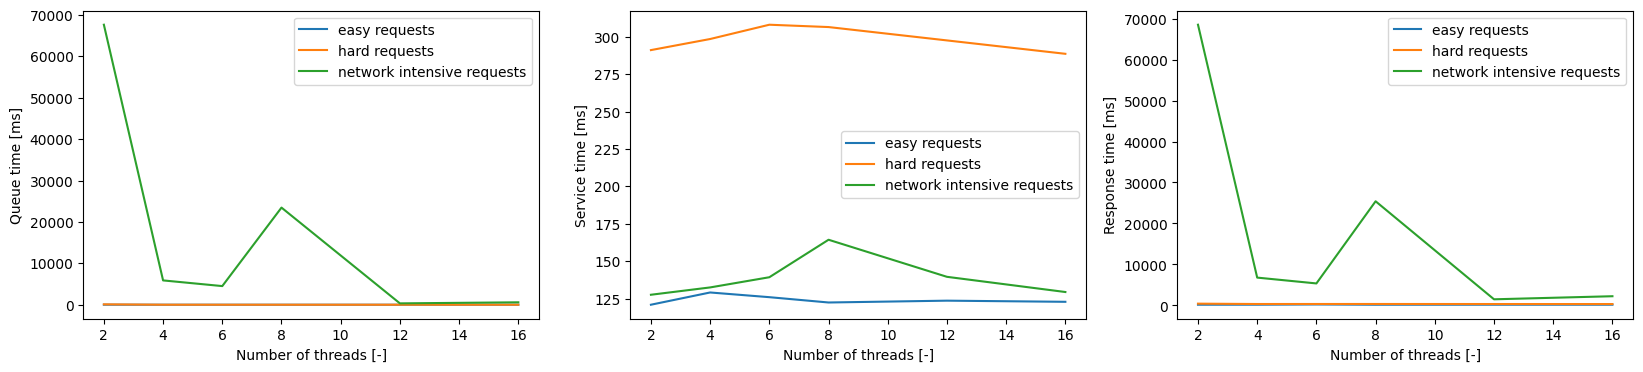 70000
60000
50000
40000
30000
20000
10000
0
Queue time [ms]
2 4 6 8 10 12 14 16
Number of threads [-]
easy requests
hard requests
network intensive requests
300
275
250
225
200
175
150
125
Service time [ms]
2 4 6 8 10 12 14 16
Number of threads [-]
easy requests
hard requests
network intensive requests
70000
60000
50000
40000
30000
20000
10000
0
Response time [ms]
2 4 6 8 10 12 14 16
Number of threads [-]
easy requests
hard requests
network intensive requests